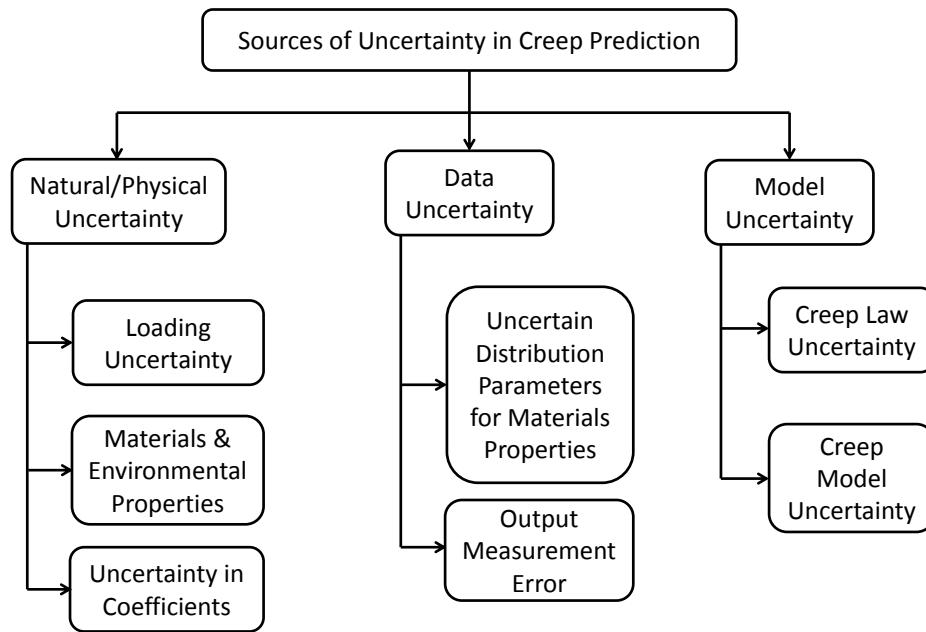 Sources of Uncertainty in Creep Prediction
Natural/Physical
Uncertainty
Loading
Uncertainty
Materials &
Environmental
Properties
Uncertainty in
Coefficients
Data
Uncertainty
Uncertain
Distribution
Parameters
for Materials
Properties
Output
Measurement
Error
Model
Uncertainty
Creep Law
Uncertainty
Creep
Model
Uncertainty